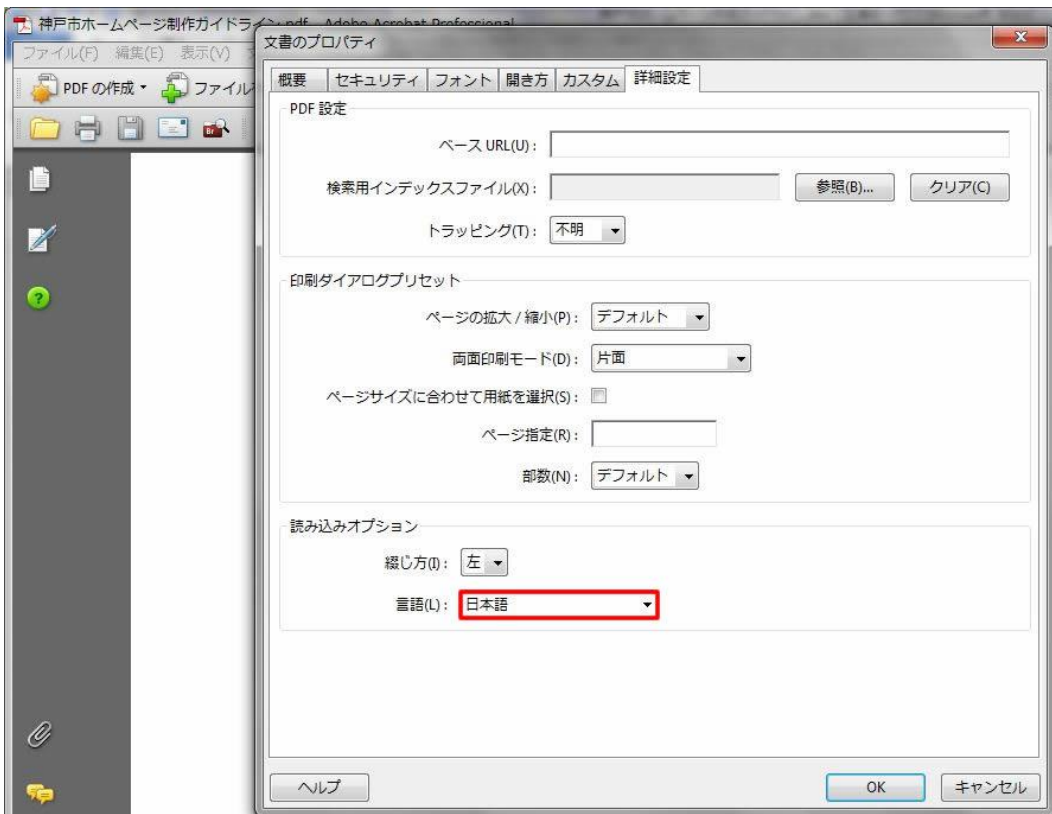 神戸市ホームページ制作ガイドライン.pdf - Adobe Acrobat Professional
ファイル(F) 編集(E) 表示(V)
PDF の作成 ファイル
文書のプロパティ
概要 セキュリティ フォント 開き方 カスタム 詳細設定
PDF 設定
ベース URL(U):
検索用インデックスファイル(X): 参照(B)... クリア(C)
トラッピング(T): 不明
印刷ダイアログプリセット
ページの拡大 / 縮小(P): デフォルト
両面印刷モード(D): 片面
ページサイズに合わせて用紙を選択(S):
ページ指定(R):
部数(N): デフォルト
読み込みオプション
綴じ方(I): 左
言語(L): 日本語
ヘルプ OK キャンセル